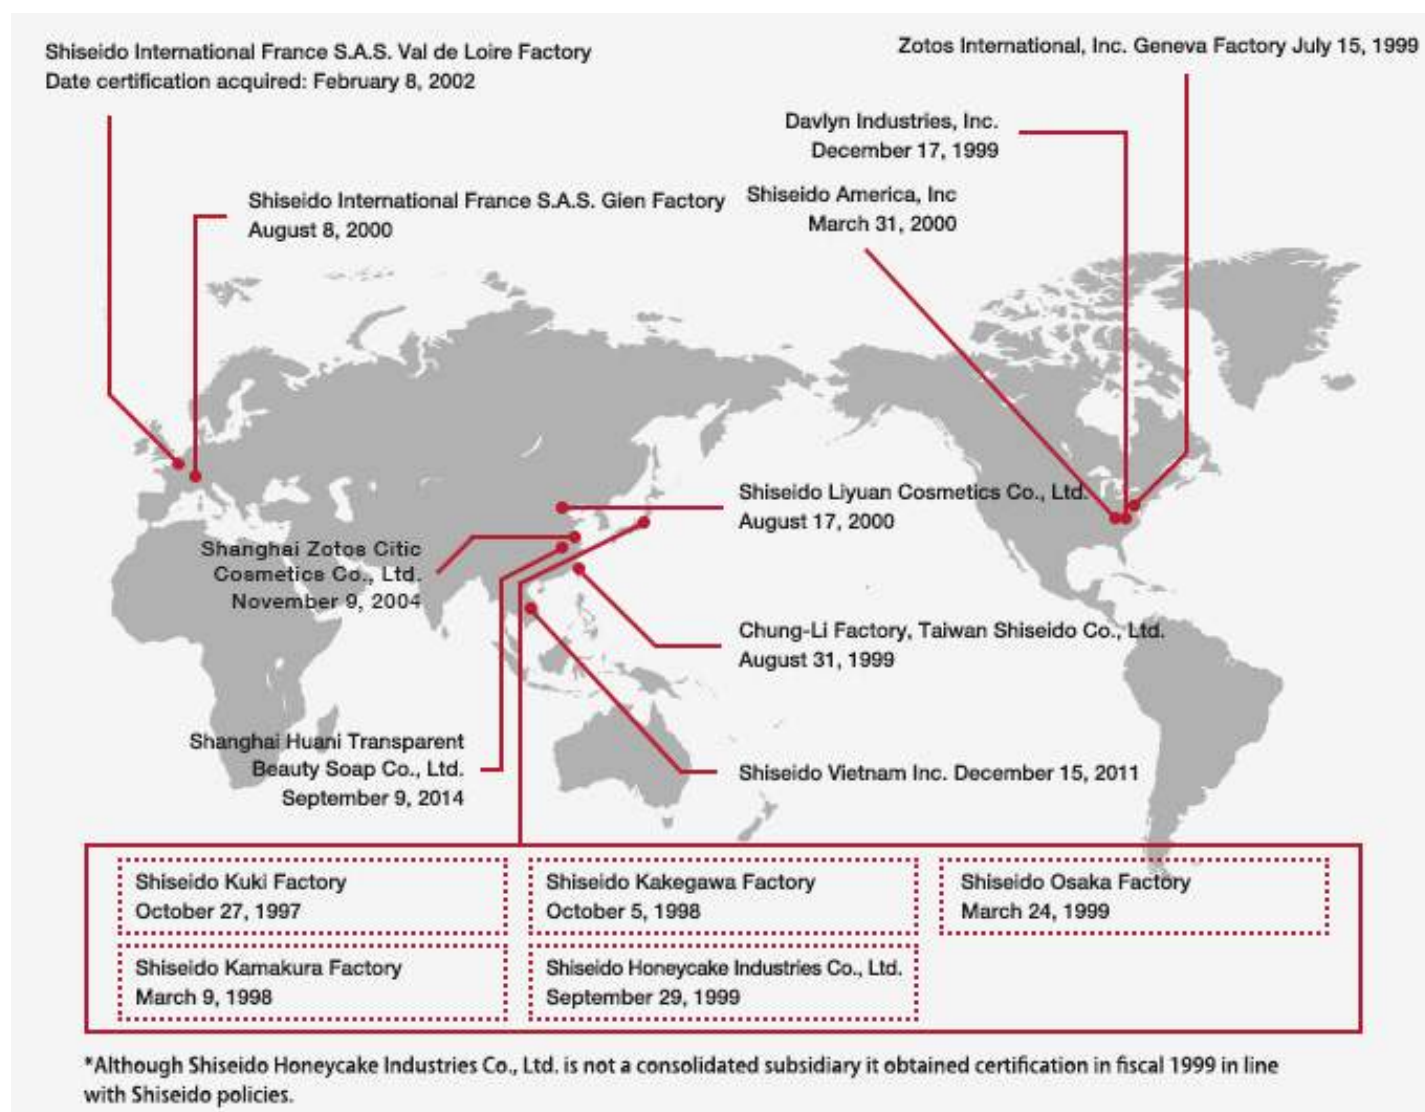 Shiseido International France S.A.S. Val de Loire Factory
Date certification acquired: February 8, 2002
Zotos International, Inc. Geneva Factory July 15, 1999
Davlyn Industries, Inc.
December 17, 1999
Shiseido International France S.A.S. Gien Factory
August 8, 2000
Shiseido America, Inc
March 31, 2000
Shiseido Liyuan Cosmetics Co., Ltd.
August 17, 2000
Shanghai Zotos Citic
Cosmetics Co., Ltd.
November 9, 2004
Chung-Li Factory, Taiwan Shiseido Co., Ltd.
August 31, 1999
Shanghai Huani Transparent
Beauty Soap Co., Ltd.
September 9, 2014
Shiseido Vietnam Inc. December 15, 2011
Shiseido Kuki Factory
October 27, 1997
Shiseido Kakegawa Factory
October 5, 1998
Shiseido Osaka Factory
March 24, 1999
Shiseido Kamakura Factory
March 9, 1998
Shiseido Honeycake Industries Co., Ltd.
September 29, 1999
*Although Shiseido Honeycake Industries Co., Ltd. is not a consolidated subsidiary it obtained certification in fiscal 1999 in line
with Shiseido policies.